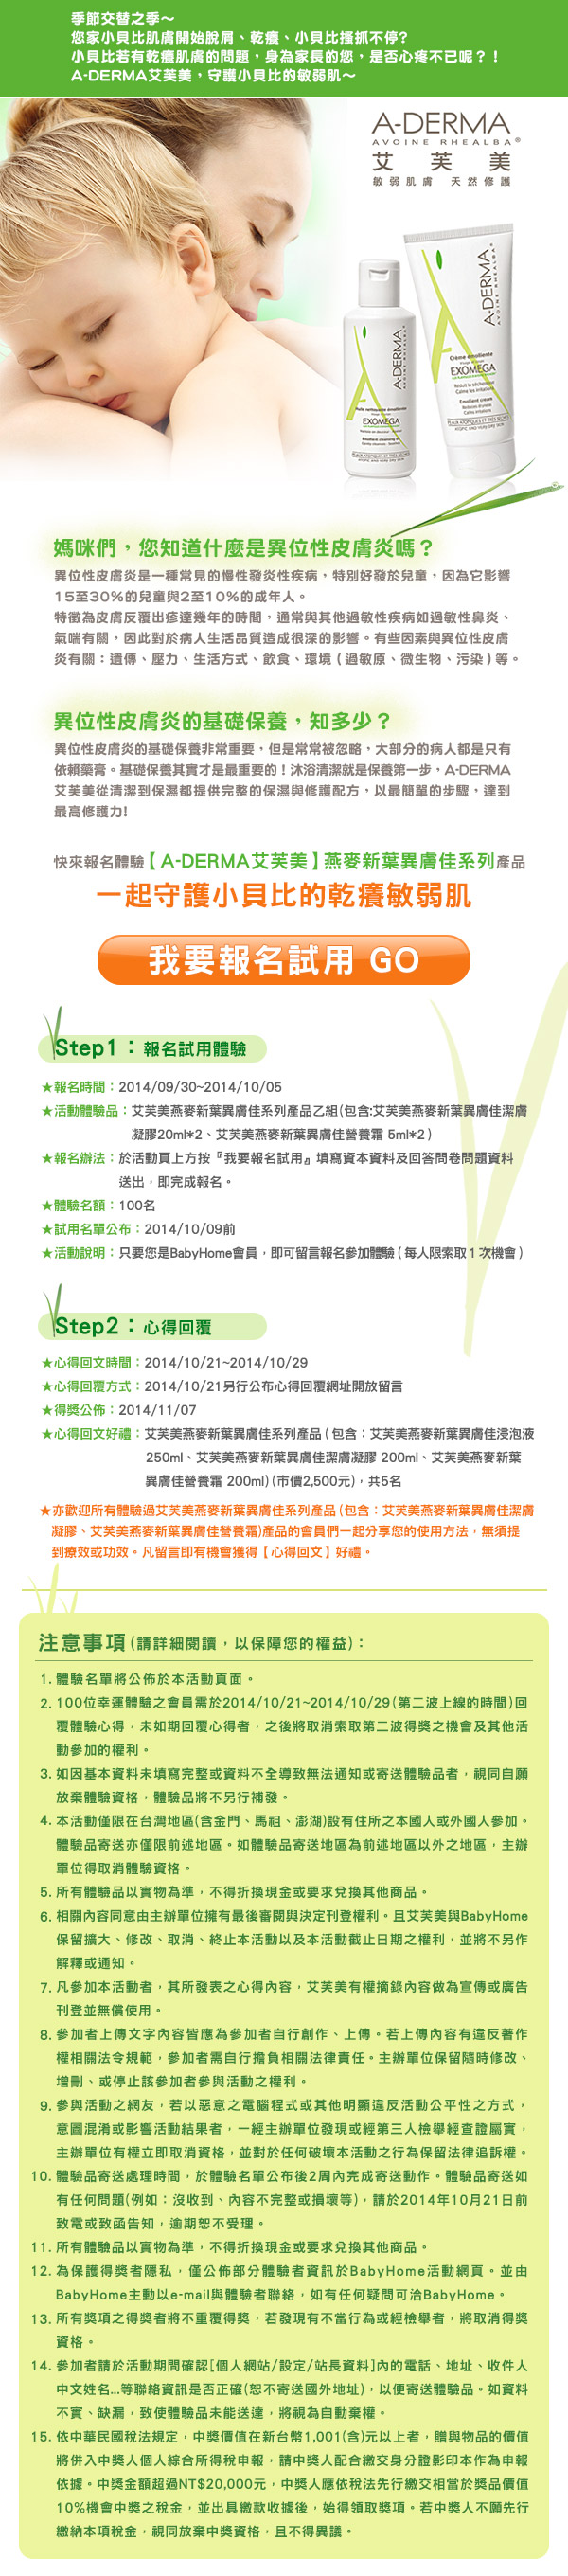 季節交替之季～
您家小貝比肌膚開始脫屑、乾癢、小貝比搔抓不停?
小貝比若有乾癢肌膚的問題，身為家長的您，是否心疼不已呢？！
A-DERMA艾芙美，守護小貝比的敏弱肌～
A-DERMA
AVOINE RHEALBA®
艾 芙 美
敏弱肌膚 天然修護
A-DERMA
AVOINE RHEALBA
Crème émolliente
EXOMEGA
Emollient cream
A-DERMA
AVOINE RHEALBA
Huile nettoyante émolliente
EXOMEGA
Emollient cleansing oil
媽咪們，您知道什麼是異位性皮膚炎嗎？
異位性皮膚炎是一種常見的慢性發炎性疾病，特別好發於兒童，因為它影響
15至30%的兒童與2至10%的成年人。
特徵為皮膚反覆出疹達幾年的時間，通常與其他過敏性疾病如過敏性鼻炎、
氣喘有關，因此對於病人生活品質造成很深的影響。有些因素與異位性皮膚
炎有關：遺傳、壓力、生活方式、飲食、環境（過敏原、微生物、污染）等。
異位性皮膚炎的基礎保養，知多少？
異位性皮膚炎的基礎保養非常重要，但是常常被忽略，大部分的病人都是只有
依賴藥膏。基礎保養其實才是最重要的！沐浴清潔就是保養第一步，A-DERMA
艾芙美從清潔到保濕都提供完整的保濕與修護配方，以最簡單的步驟，達到
最高修護力!
快來報名體驗【A-DERMA艾芙美】燕麥新葉異膚佳系列產品
一起守護小貝比的乾癢敏弱肌
我要報名試用 GO
Step1：報名試用體驗
★報名時間：2014/09/30~2014/10/05
★活動體驗品：艾芙美燕麥新葉異膚佳系列產品乙組(包含:艾芙美燕麥新葉異膚佳潔膚
凝膠20ml*2、艾芙美燕麥新葉異膚佳營養霜 5ml*2）
★報名辦法：於活動頁上方按『我要報名試用』填寫資本資料及回答問卷問題資料
送出，即完成報名。
★體驗名額：100名
★試用名單公布：2014/10/09前
★活動說明：只要您是BabyHome會員，即可留言報名參加體驗（每人限索取1次機會）
Step2：心得回覆
★心得回文時間：2014/10/21~2014/10/29
★心得回覆方式：2014/10/21另行公布心得回覆網址開放留言
★得獎公佈：2014/11/07
★心得回文好禮：艾芙美燕麥新葉異膚佳系列產品（包含：艾芙美燕麥新葉異膚佳浸泡液
250ml、艾芙美燕麥新葉異膚佳潔膚凝膠 200ml、艾芙美燕麥新葉
異膚佳營養霜 200ml）(市價2,500元)，共5名
★亦歡迎所有體驗過艾芙美燕麥新葉異膚佳系列產品（包含：艾芙美燕麥新葉異膚佳潔膚
凝膠、艾芙美燕麥新葉異膚佳營養霜)產品的會員們一起分享您的使用方法，無須提
到療效或功效。凡留言即有機會獲得【心得回文】好禮。
注意事項(請詳細閱讀，以保障您的權益)：
1. 體驗名單將公佈於本活動頁面。
2. 100位幸運體驗之會員需於2014/10/21~2014/10/29（第二波上線的時間）回
覆體驗心得，未如期回覆心得者，之後將取消索取第二波得獎之機會及其他活
動參加的權利。
3. 如因基本資料未填寫完整或資料不全導致無法通知或寄送體驗品者，視同自願
放棄體驗資格，體驗品將不另行補發。
4. 本活動僅限在台灣地區(含金門、馬祖、澎湖)設有住所之本國人或外國人參加。
體驗品寄送亦僅限前述地區。如體驗品寄送地區為前述地區以外之地區，主辦
單位得取消體驗資格。
5. 所有體驗品以實物為準，不得折換現金或要求兌換其他商品。
6. 相關內容同意由主辦單位擁有最後審閱與決定刊登權利。且艾芙美與BabyHome
保留擴大、修改、取消、終止本活動以及本活動截止日期之權利，並將不另作
解釋或通知。
7. 凡參加本活動者，其所發表之心得內容，艾芙美有權摘錄內容做為宣傳或廣告
刊登並無償使用。
8. 參加者上傳文字內容皆應為參加者自行創作、上傳。若上傳內容有違反著作
權相關法令規範，參加者需自行擔負相關法律責任。主辦單位保留隨時修改、
增刪、或停止該參加者參與活動之權利。
9. 參與活動之網友，若以惡意之電腦程式或其他明顯違反活動公平性之方式，
意圖混淆或影響活動結果者，一經主辦單位發現或經第三人檢舉經查證屬實，
主辦單位有權立即取消資格，並對於任何破壞本活動之行為保留法律追訴權。
10. 體驗品寄送處理時間，於體驗名單公布後2周內完成寄送動作。體驗品寄送如
有任何問題(例如：沒收到、內容不完整或損壞等)，請於2014年10月21日前
致電或致函告知，逾期恕不受理。
11. 所有體驗品以實物為準，不得折換現金或要求兌換其他商品。
12. 為保護得獎者隱私，僅公佈部分體驗者資訊於BabyHome活動網頁。並由
BabyHome主動以e-mail與體驗者聯絡，如有任何疑問可洽BabyHome。
13. 所有獎項之得獎者將不重覆得獎，若發現有不當行為或經檢舉者，將取消得獎
資格。
14. 參加者請於活動期間確認[個人網站/設定/站長資料]內的電話、地址、收件人
中文姓名...等聯絡資訊是否正確(恕不寄送國外地址)，以便寄送體驗品。如資料
不實、缺漏，致使體驗品未能送達，將視為自動棄權。
15. 依中華民國稅法規定，中獎價值在新台幣1,001(含)元以上者，贈與物品的價值
將併入中獎人個人綜合所得稅申報，請中獎人配合繳交身分證影印本作為申報
依據。中獎金額超過NT$20,000元，中獎人應依稅法先行繳交相當於獎品價值
10%機會中獎之稅金，並出具繳款收據後，始得領取獎項。若中獎人不願先行
繳納本項稅金，視同放棄中獎資格，且不得異議。